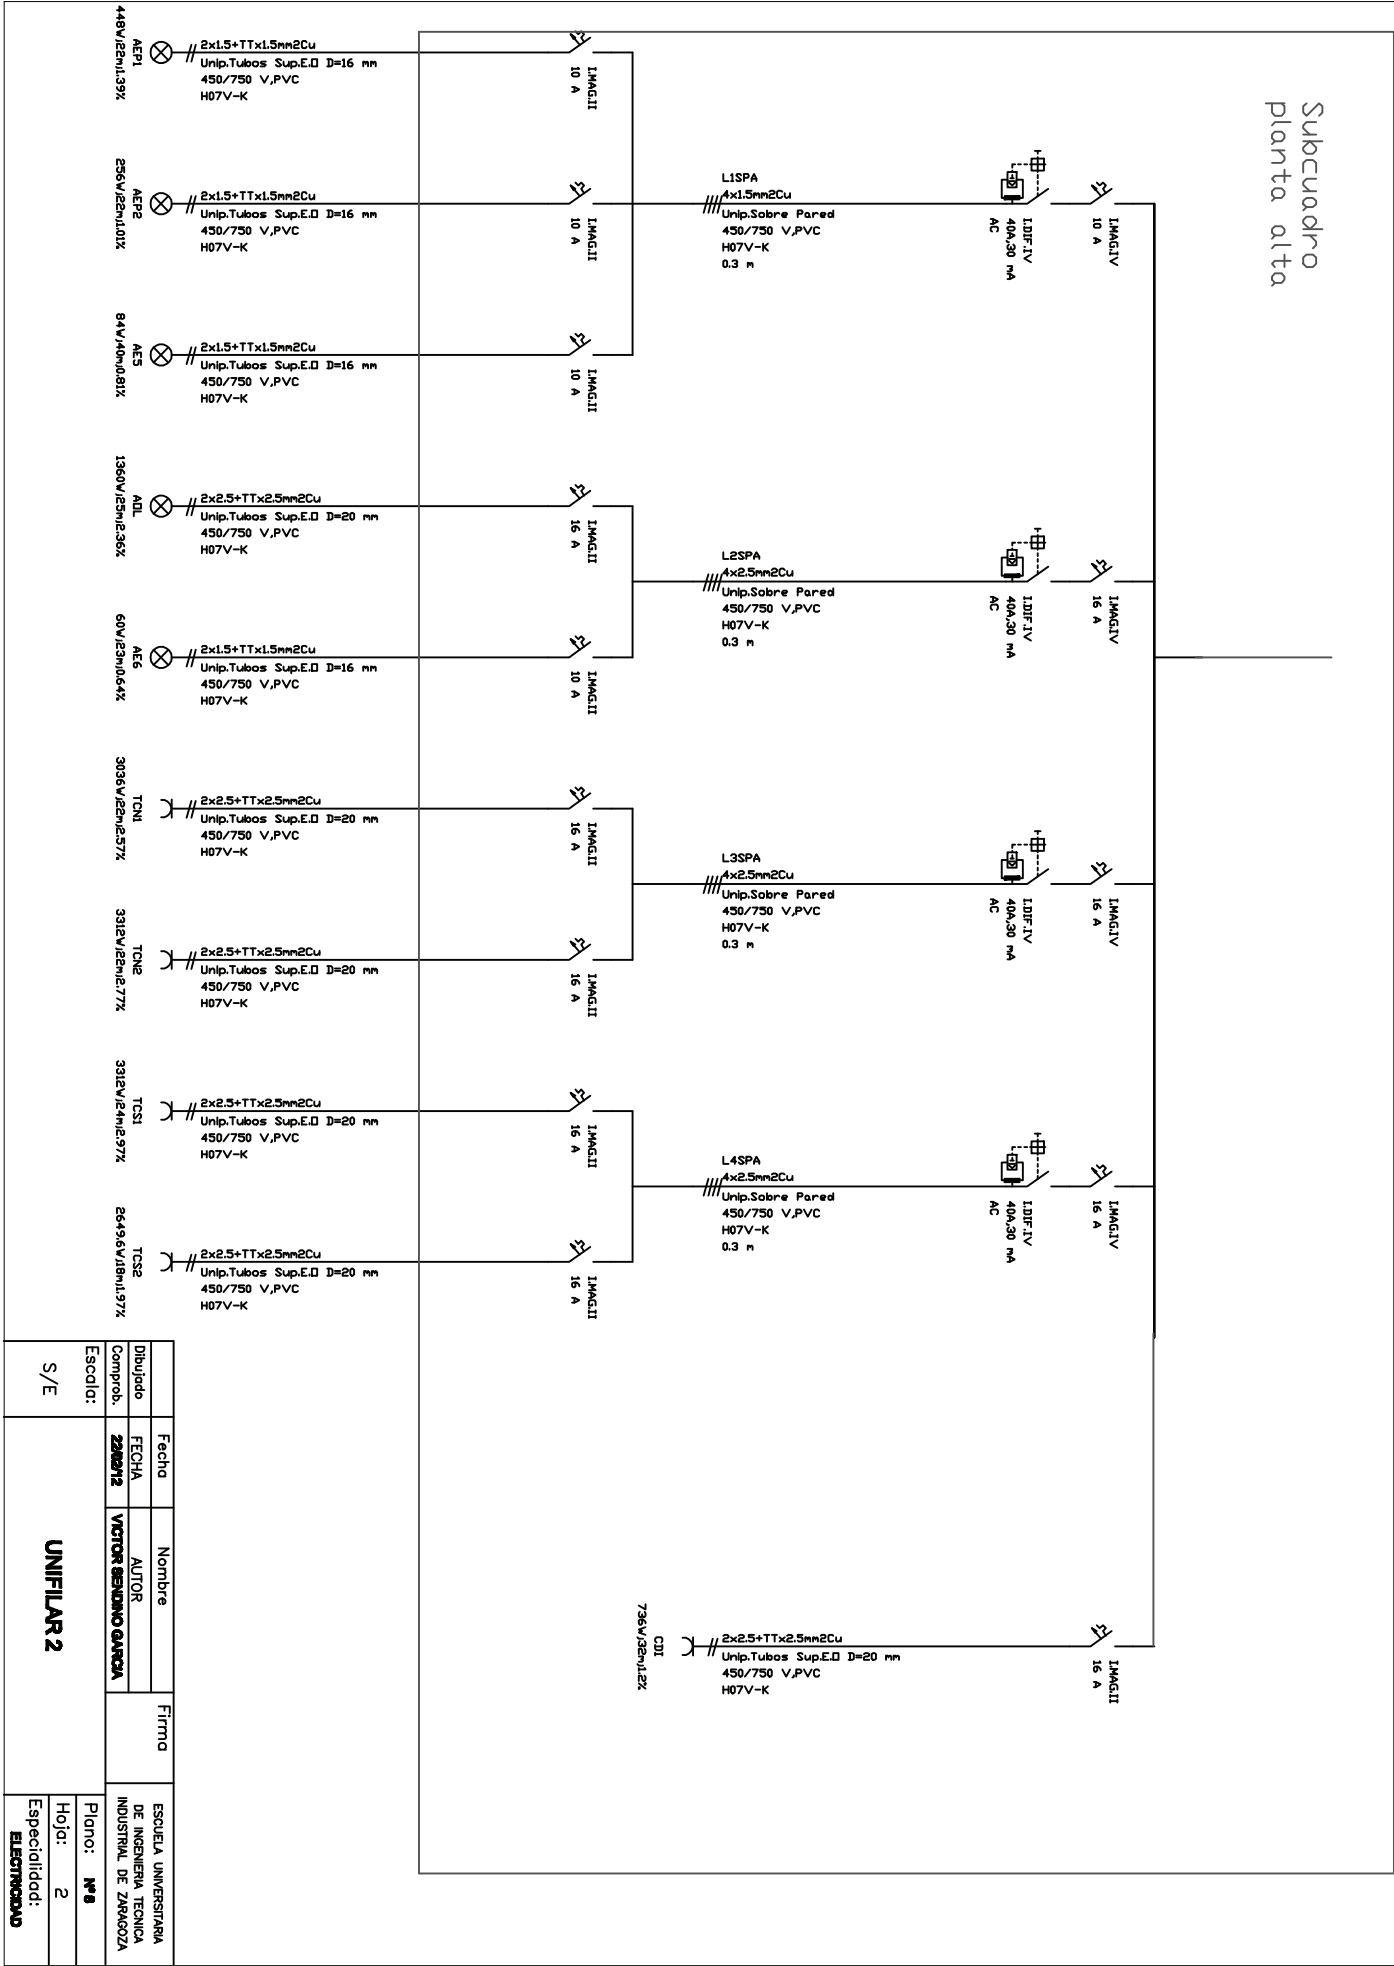 Subcuadro
planta alta
I.MAG.IV
10 A
I.DIF.IV
40A,30 mA
AC
L1SPA
4x1.5mm2Cu
Unip.Sobre Pared
450/750 V,PVC
H07V-K
0.3 m
I.MAG.IV
16 A
I.DIF.IV
40A,30 mA
AC
L2SPA
4x2.5mm2Cu
Unip.Sobre Pared
450/750 V,PVC
H07V-K
0.3 m
I.MAG.IV
16 A
I.DIF.IV
40A,30 mA
AC
L3SPA
4x2.5mm2Cu
Unip.Sobre Pared
450/750 V,PVC
H07V-K
0.3 m
I.MAG.IV
16 A
I.DIF.IV
40A,30 mA
AC
L4SPA
4x2.5mm2Cu
Unip.Sobre Pared
450/750 V,PVC
H07V-K
0.3 m
I.MAG.II
16 A
2x2.5+TTx2.5mm2Cu
Unip.Tubos Sup.E.O D=20 mm
450/750 V,PVC
H07V-K
CDI
736W;32m;1.2%
I.MAG.II
10 A
2x1.5+TTx1.5mm2Cu
Unip.Tubos Sup.E.O D=16 mm
450/750 V,PVC
H07V-K
AEP1
448W;22m;1.39%
I.MAG.II
10 A
2x1.5+TTx1.5mm2Cu
Unip.Tubos Sup.E.O D=16 mm
450/750 V,PVC
H07V-K
AEP2
256W;22m;1.01%
I.MAG.II
10 A
2x1.5+TTx1.5mm2Cu
Unip.Tubos Sup.E.O D=16 mm
450/750 V,PVC
H07V-K
AE5
84W;40m;0.81%
I.MAG.II
16 A
2x2.5+TTx2.5mm2Cu
Unip.Tubos Sup.E.O D=20 mm
450/750 V,PVC
H07V-K
AOL
1360W;25m;2.36%
I.MAG.II
10 A
2x1.5+TTx1.5mm2Cu
Unip.Tubos Sup.E.O D=16 mm
450/750 V,PVC
H07V-K
AE6
60W;23m;0.64%
I.MAG.II
16 A
2x2.5+TTx2.5mm2Cu
Unip.Tubos Sup.E.O D=20 mm
450/750 V,PVC
H07V-K
TCN1
3036W;22m;2.57%
I.MAG.II
16 A
2x2.5+TTx2.5mm2Cu
Unip.Tubos Sup.E.O D=20 mm
450/750 V,PVC
H07V-K
TCN2
3312W;22m;2.77%
I.MAG.II
16 A
2x2.5+TTx2.5mm2Cu
Unip.Tubos Sup.E.O D=20 mm
450/750 V,PVC
H07V-K
TCS1
3312W;24m;2.97%
I.MAG.II
16 A
2x2.5+TTx2.5mm2Cu
Unip.Tubos Sup.E.O D=20 mm
450/750 V,PVC
H07V-K
TCS2
2649.6W;18m;1.97%
Fecha Nombre Firma
Dibujado FECHA AUTOR
Comprob. 22/02/12 VICTOR SENDINO GARCIA
ESCUELA UNIVERSITARIA
DE INGENIERIA TECNICA
INDUSTRIAL DE ZARAGOZA
Escala:
S/E
UNIFILAR 2
Plano: Nº 8
Hoja: 2
Especialidad:
ELECTRICIDAD